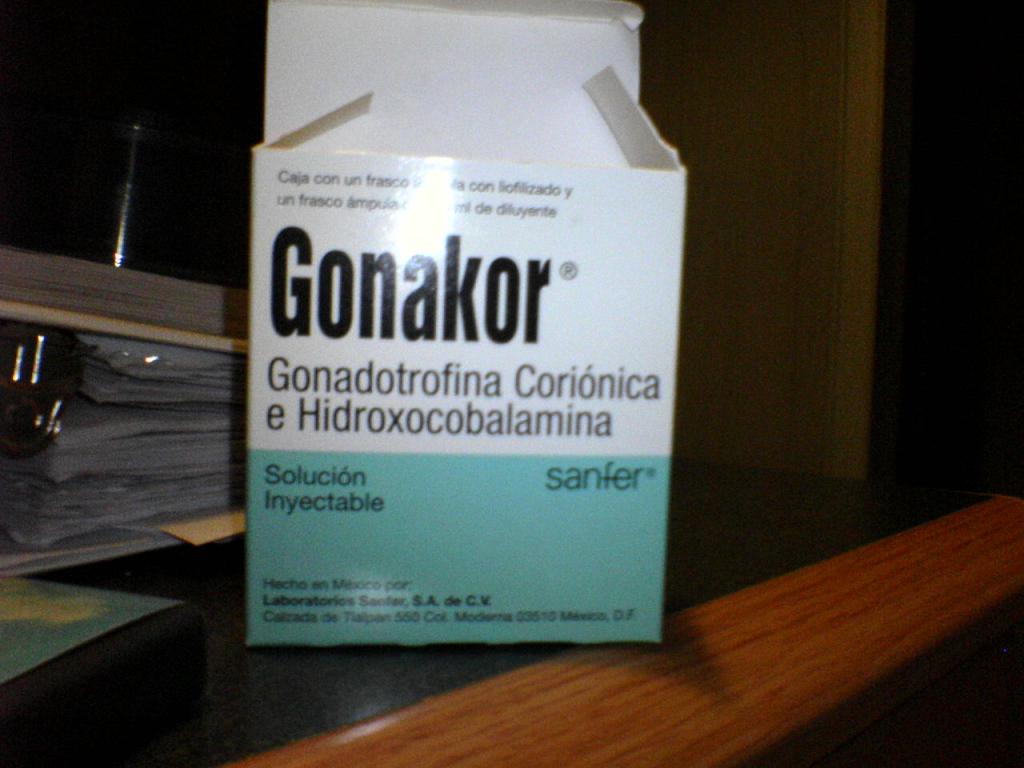 Caja con un frasco con liofilizado y
un frasco ámpula ml de diluyente
Gonakor®
Gonadotrofina Coriónica
e Hidroxocobalamina
Solución
Inyectable
sanfer®
Hecho en México por:
Laboratorios Sanfer, S.A. de C.V.
Calzada de Tlalpan 550 Col. Moderna 03510 México, D.F.